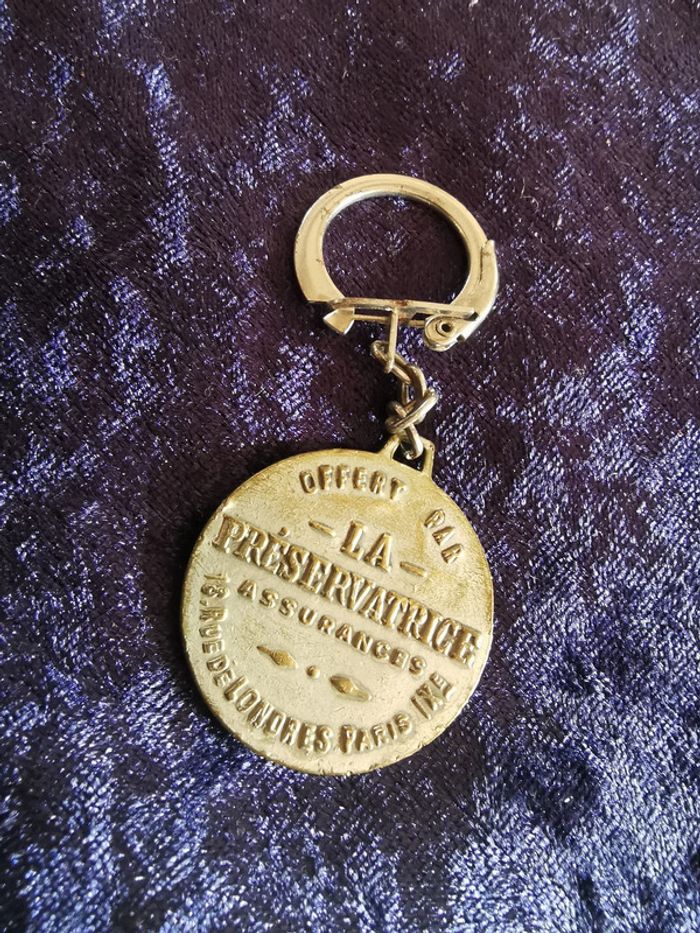 OFFERT PAR
- LA -
PRÉSERVATRICE
ASSURANCES
18, RUE DE LONDRES. PARIS IXE